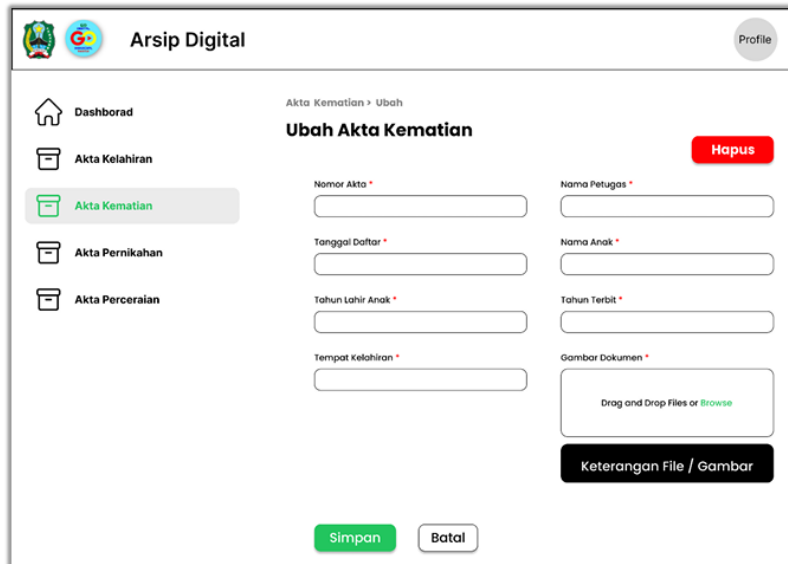 Arsip Digital
Profile
Dashborad
Akta Kelahiran
Akta Kematian
Akta Pernikahan
Akta Perceraian
Akta Kematian > Ubah
Ubah Akta Kematian
Hapus
Nomor Akta *
Nama Petugas *
Tanggal Daftar *
Nama Anak *
Tahun Lahir Anak *
Tahun Terbit *
Tempat Kelahiran *
Gambar Dokumen *
Drag and Drop Files or Browse
Keterangan File / Gambar
Simpan
Batal